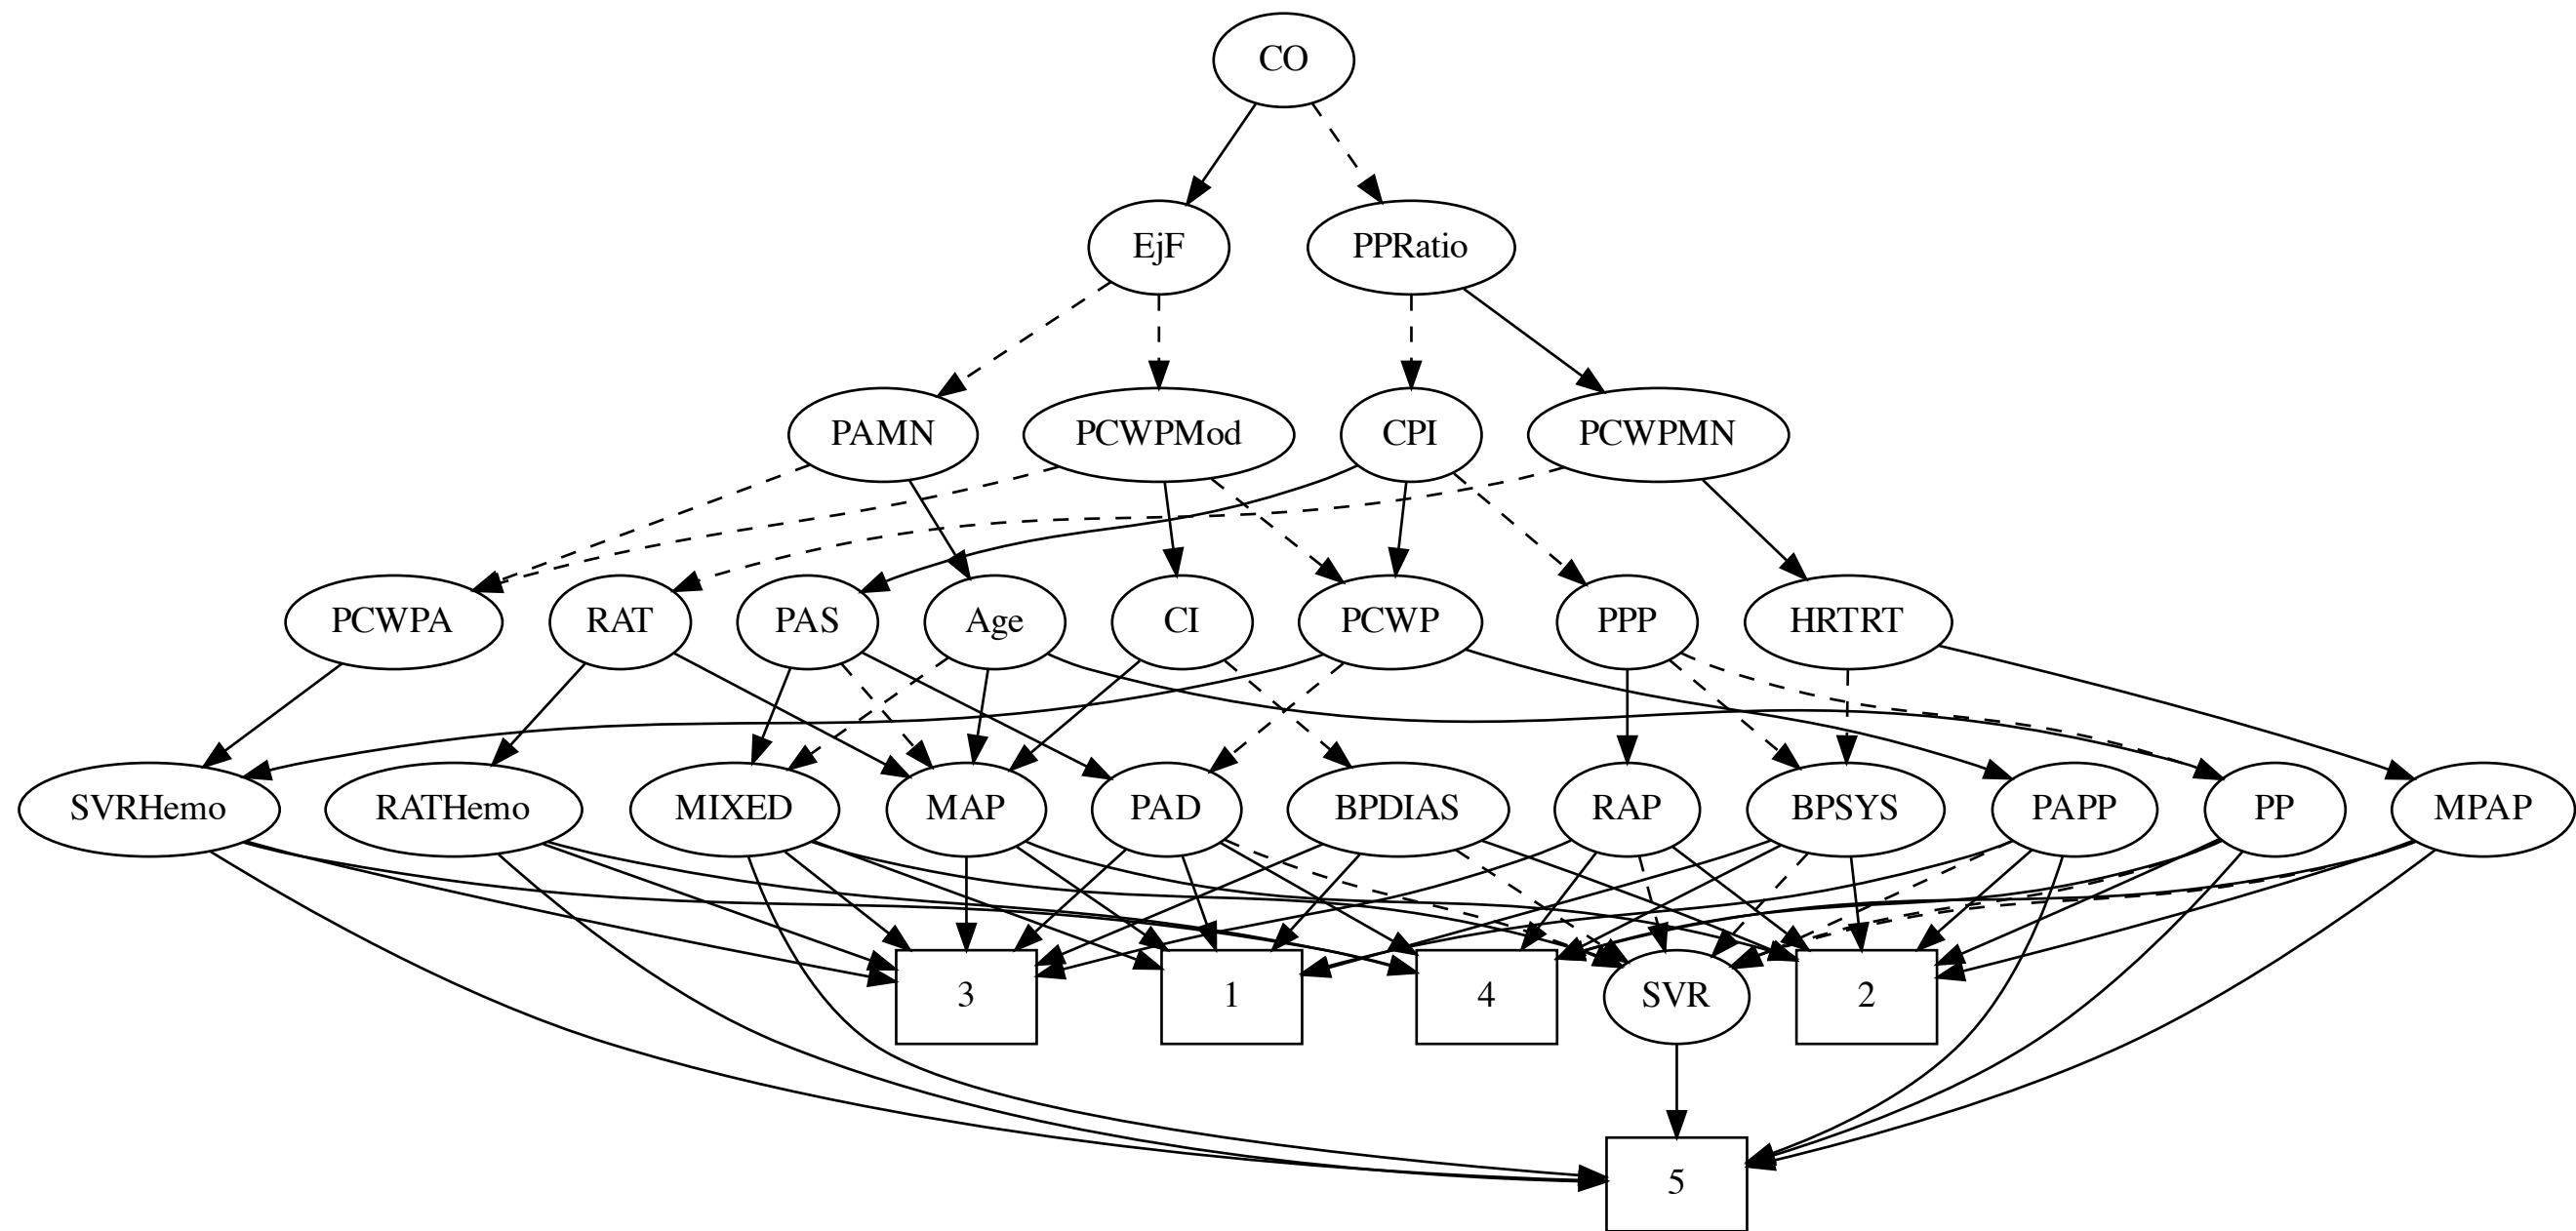 CO
EjF
PPRatio
PAMN
PCWPMod
CPI
PCWPMN
PCWPA
RAT
PAS
Age
CI
PCWP
PPP
HRTRT
SVRHemo
RATHemo
MIXED
MAP
PAD
BPDIAS
RAP
BPSYS
PAPP
PP
MPAP
3
1
4
SVR
2
5